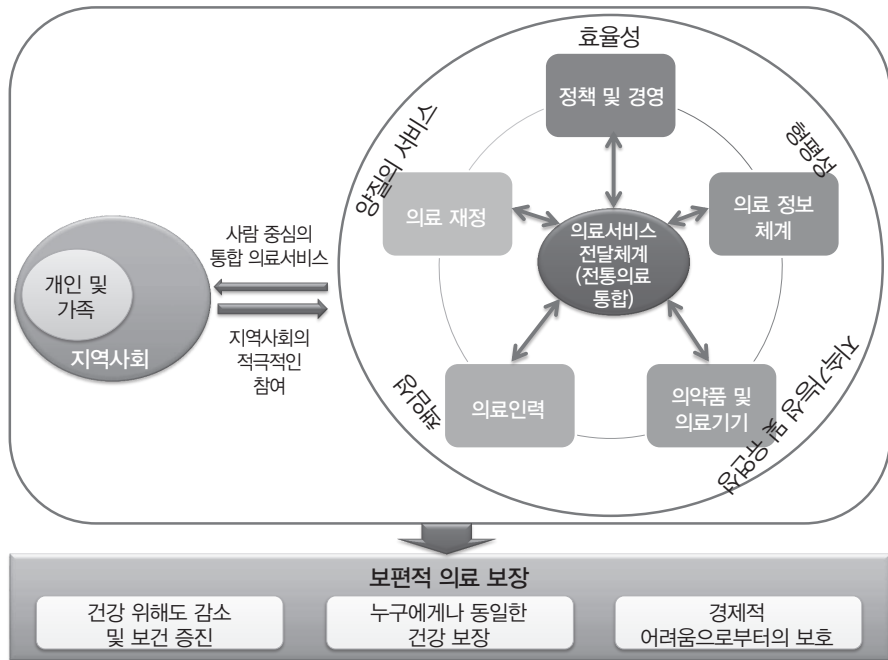 효율성
정책 및 경영
양질의 서비스
형평성
의료 재정
의료 정보
체계
의료서비스
전달체계
(전통의료
통합)
사람 중심의
통합 의료서비스
개인 및
가족
지역사회
지역사회의
적극적인
참여
책임성
의료인력
의약품 및
의료기기
지속가능성 및 유연성
보편적 의료 보장
건강 위해도 감소
및 보건 증진
누구에게나 동일한
건강 보장
경제적
어려움으로부터의 보호